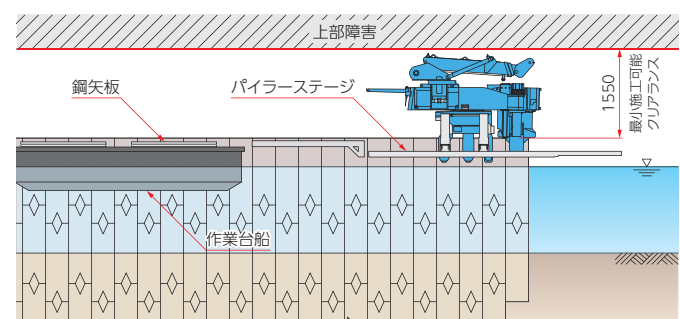 上部障害
鋼矢板
パイラーステージ
1550
最小施工可能
クリアランス
作業台船